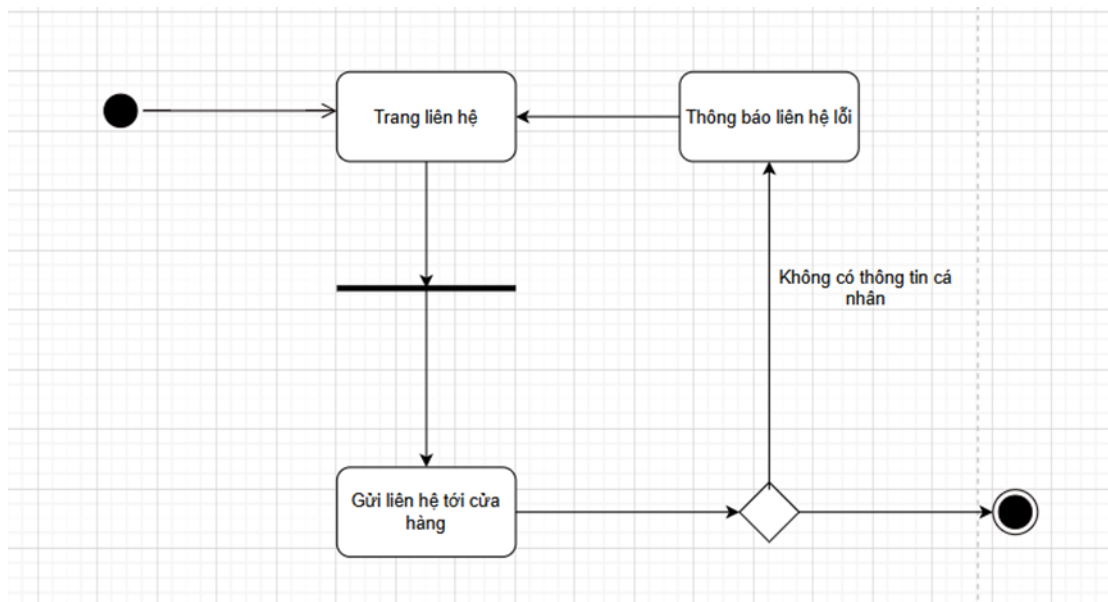 Trang liên hệ
Thông báo liên hệ lỗi
Không có thông tin cá
nhân
Gửi liên hệ tới cửa
hàng